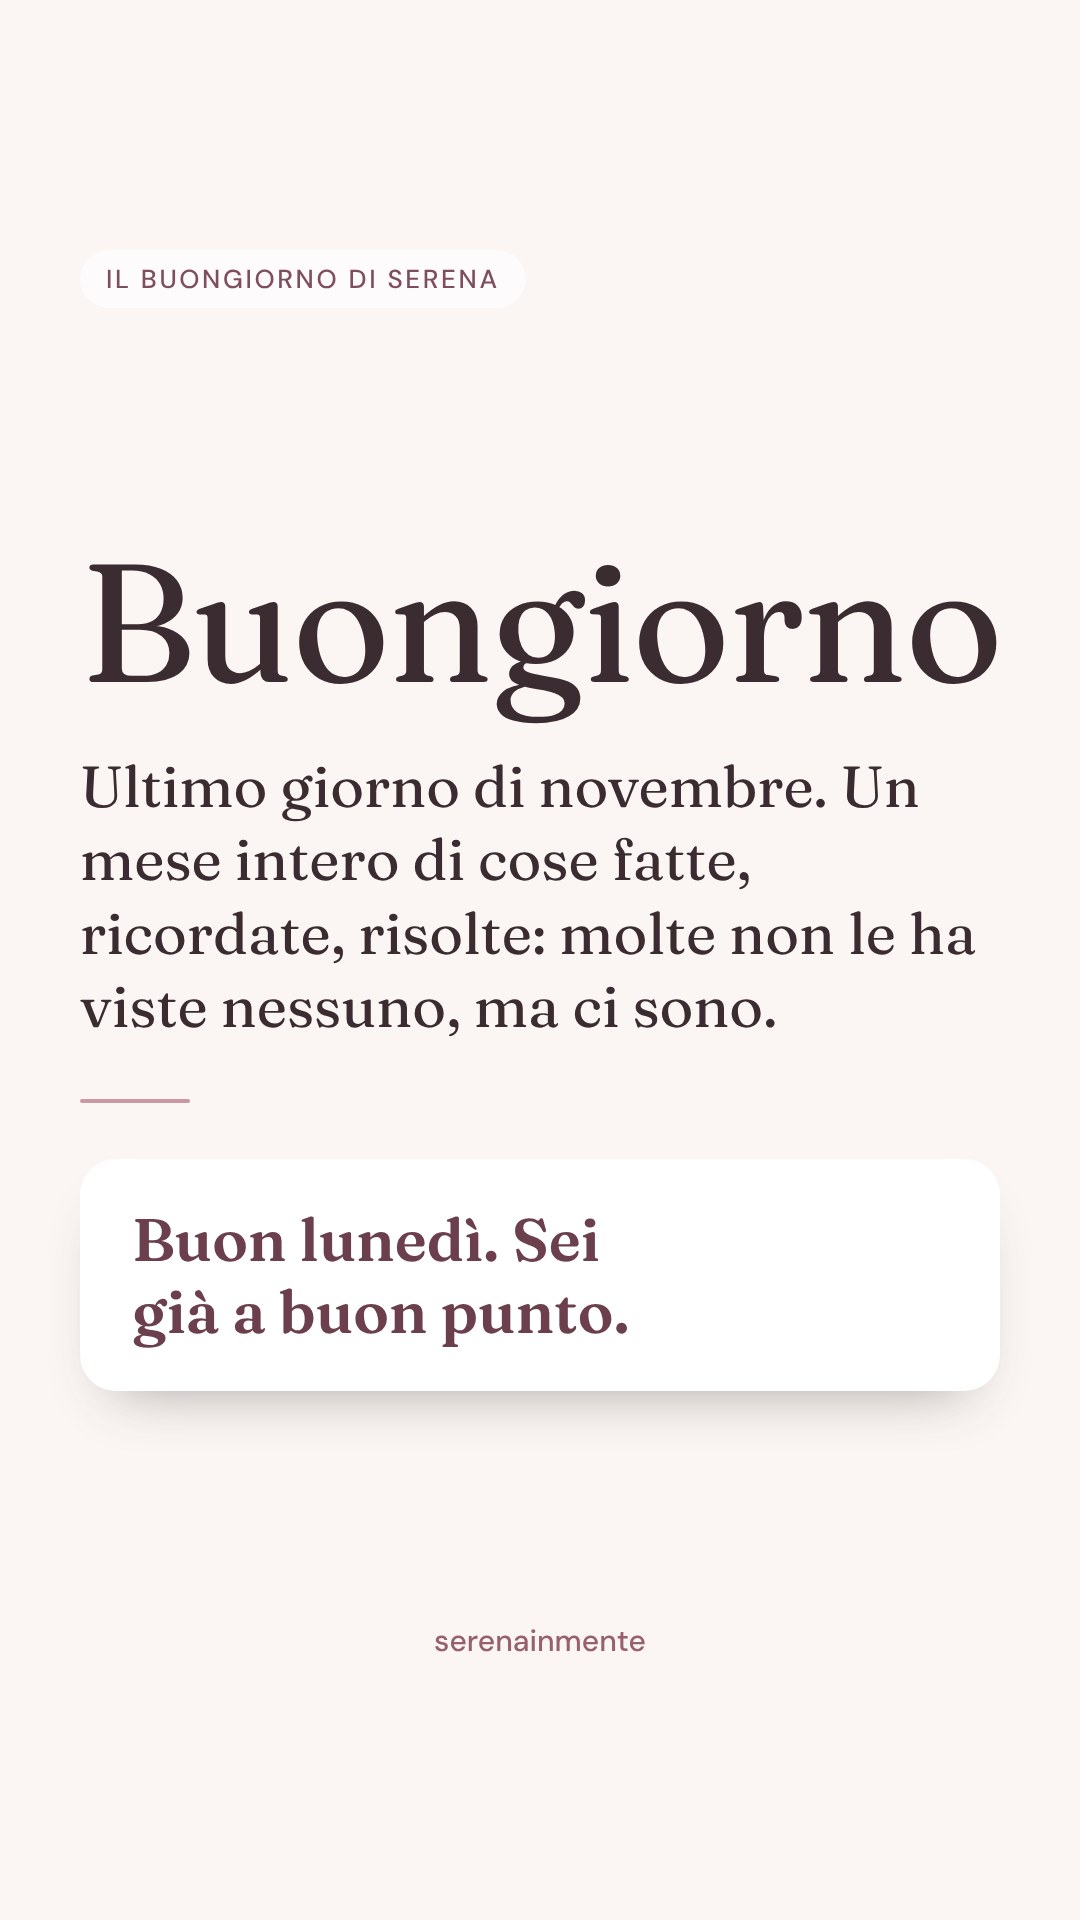 IL BUONGIORNO DI SERENA
Buongiorno
Ultimo giorno di novembre. Un
mese intero di cose fatte,
ricordate, risolte: molte non le ha
viste nessuno, ma ci sono.
Buon lunedì. Sei
già a buon punto.
serenainmente